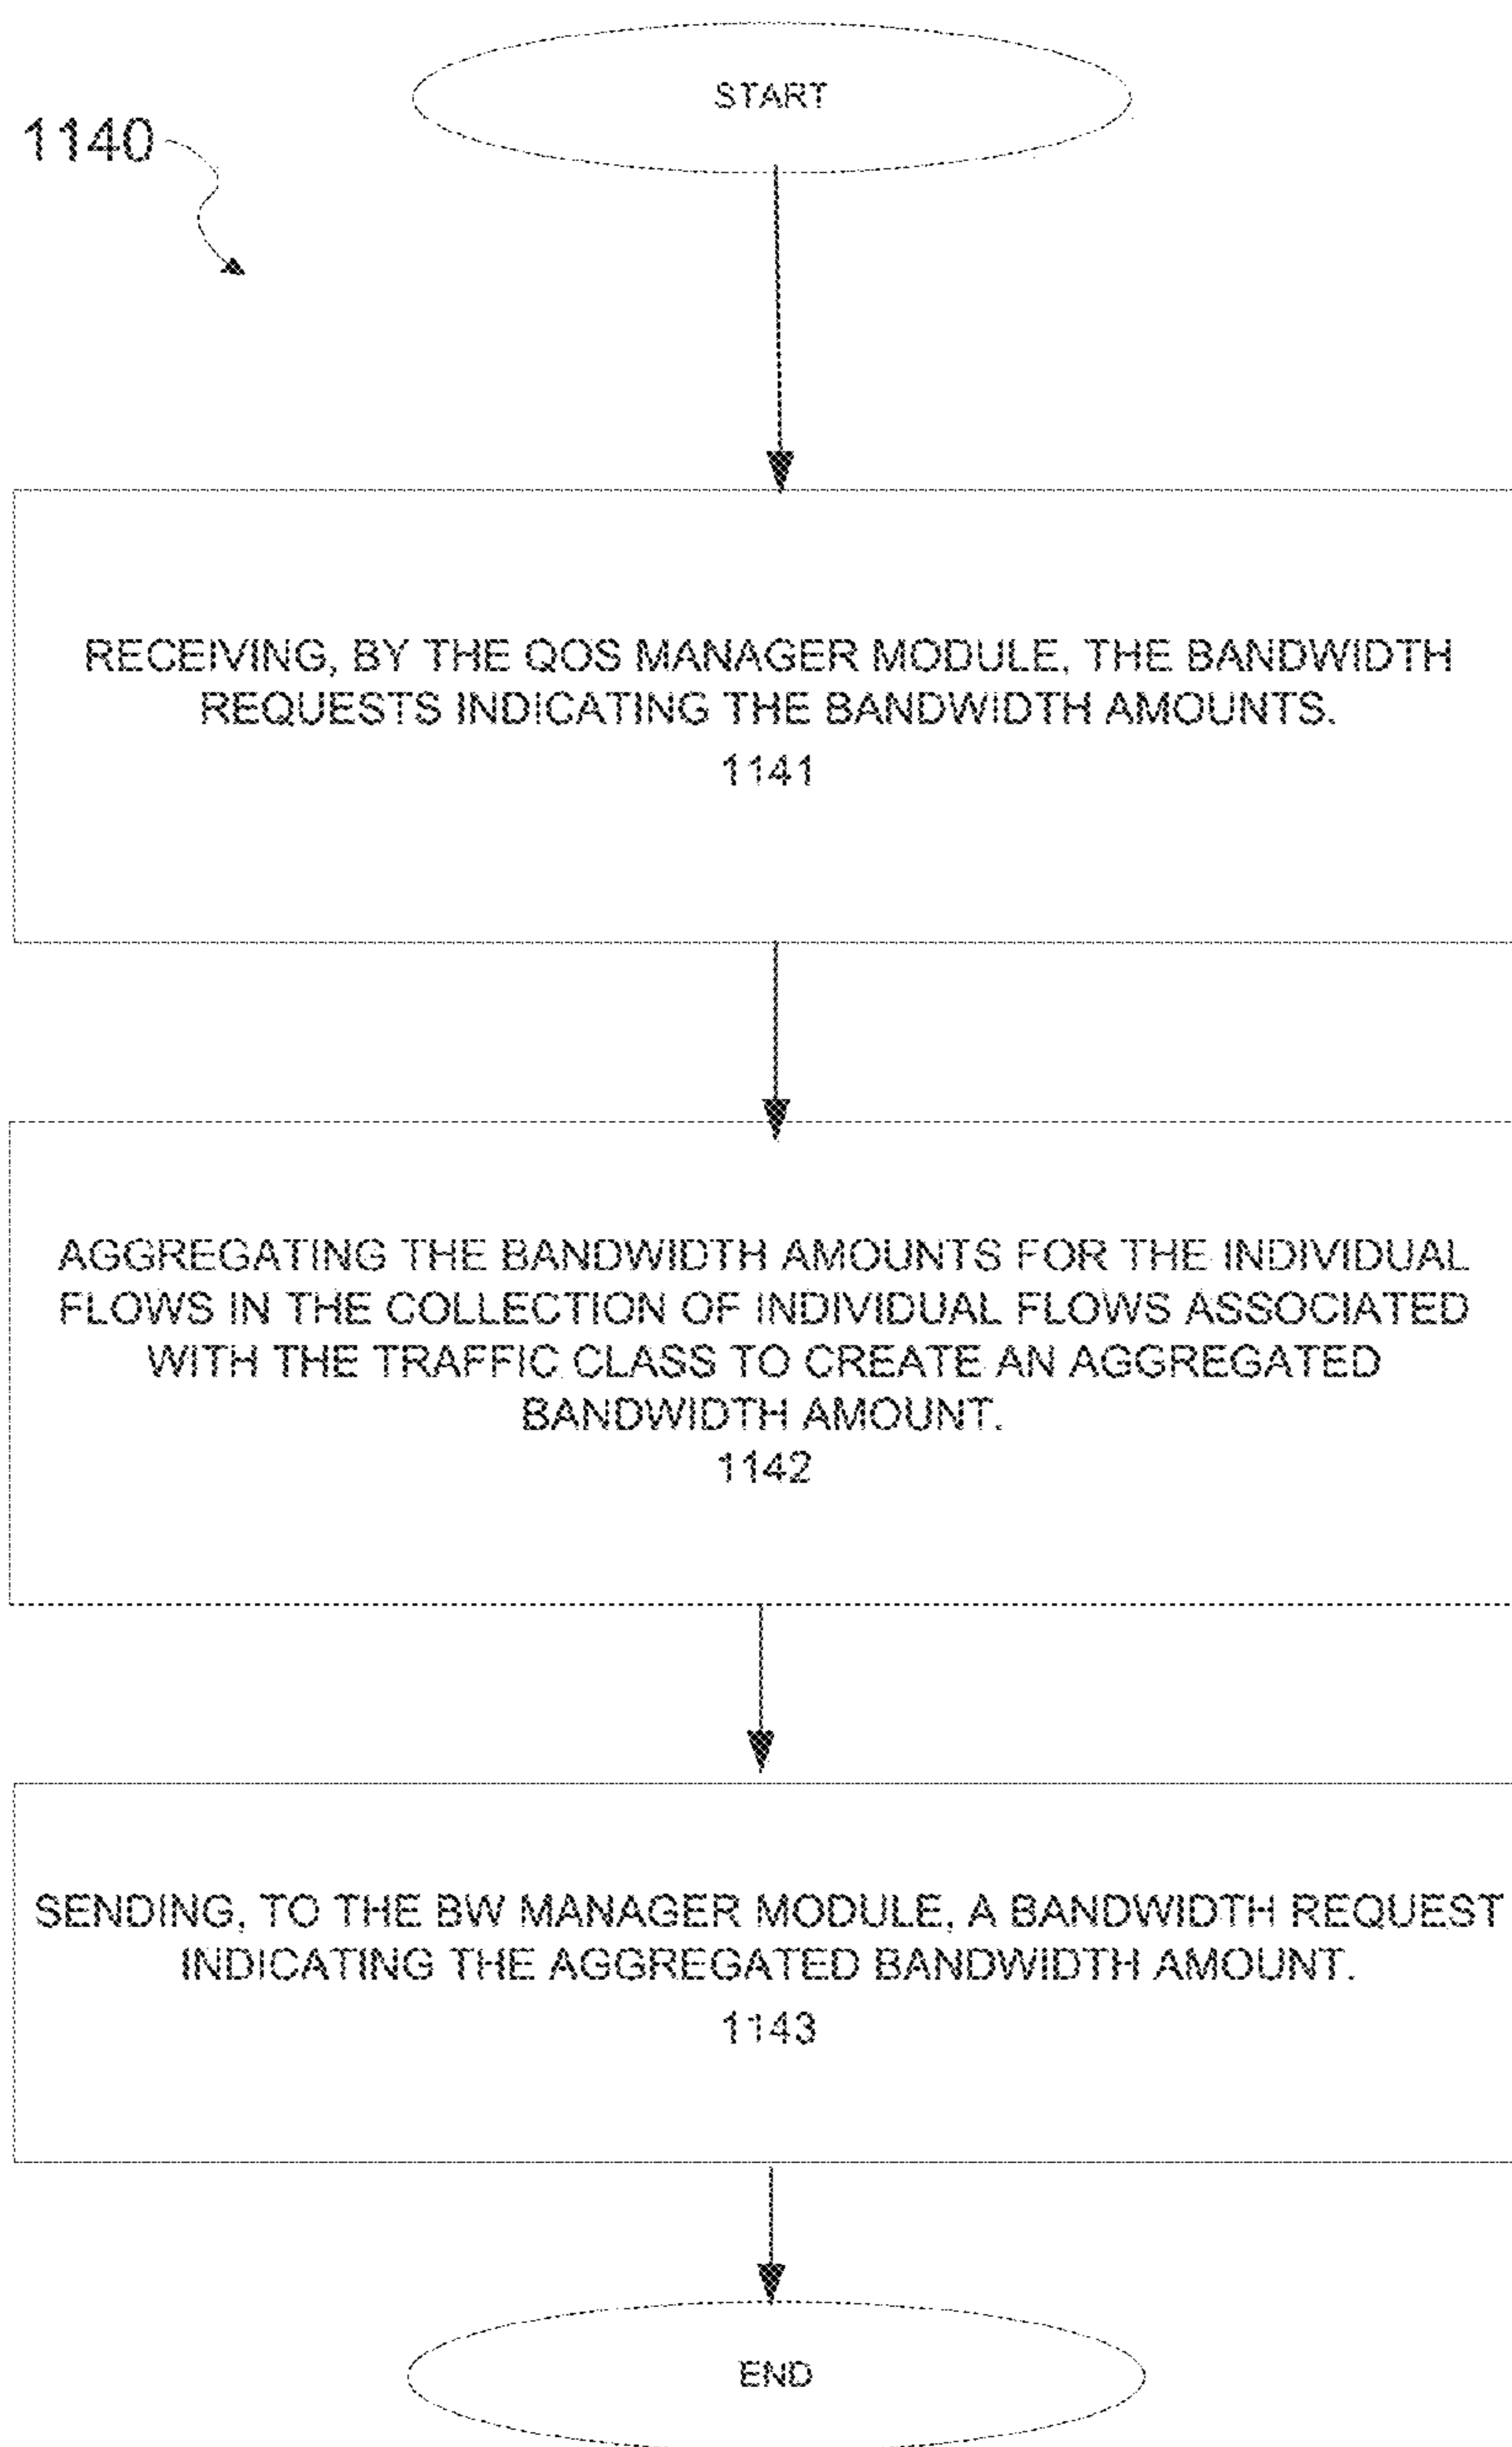 START
1140
RECEIVING, BY THE QOS MANAGER MODULE, THE BANDWIDTH
REQUESTS INDICATING THE BANDWIDTH AMOUNTS.
1141
AGGREGATING THE BANDWIDTH AMOUNTS FOR THE INDIVIDUAL
FLOWS IN THE COLLECTION OF INDIVIDUAL FLOWS ASSOCIATED
WITH THE TRAFFIC CLASS TO CREATE AN AGGREGATED
BANDWIDTH AMOUNT.
1142
SENDING, TO THE BW MANAGER MODULE, A BANDWIDTH REQUEST
INDICATING THE AGGREGATED BANDWIDTH AMOUNT.
1143
END